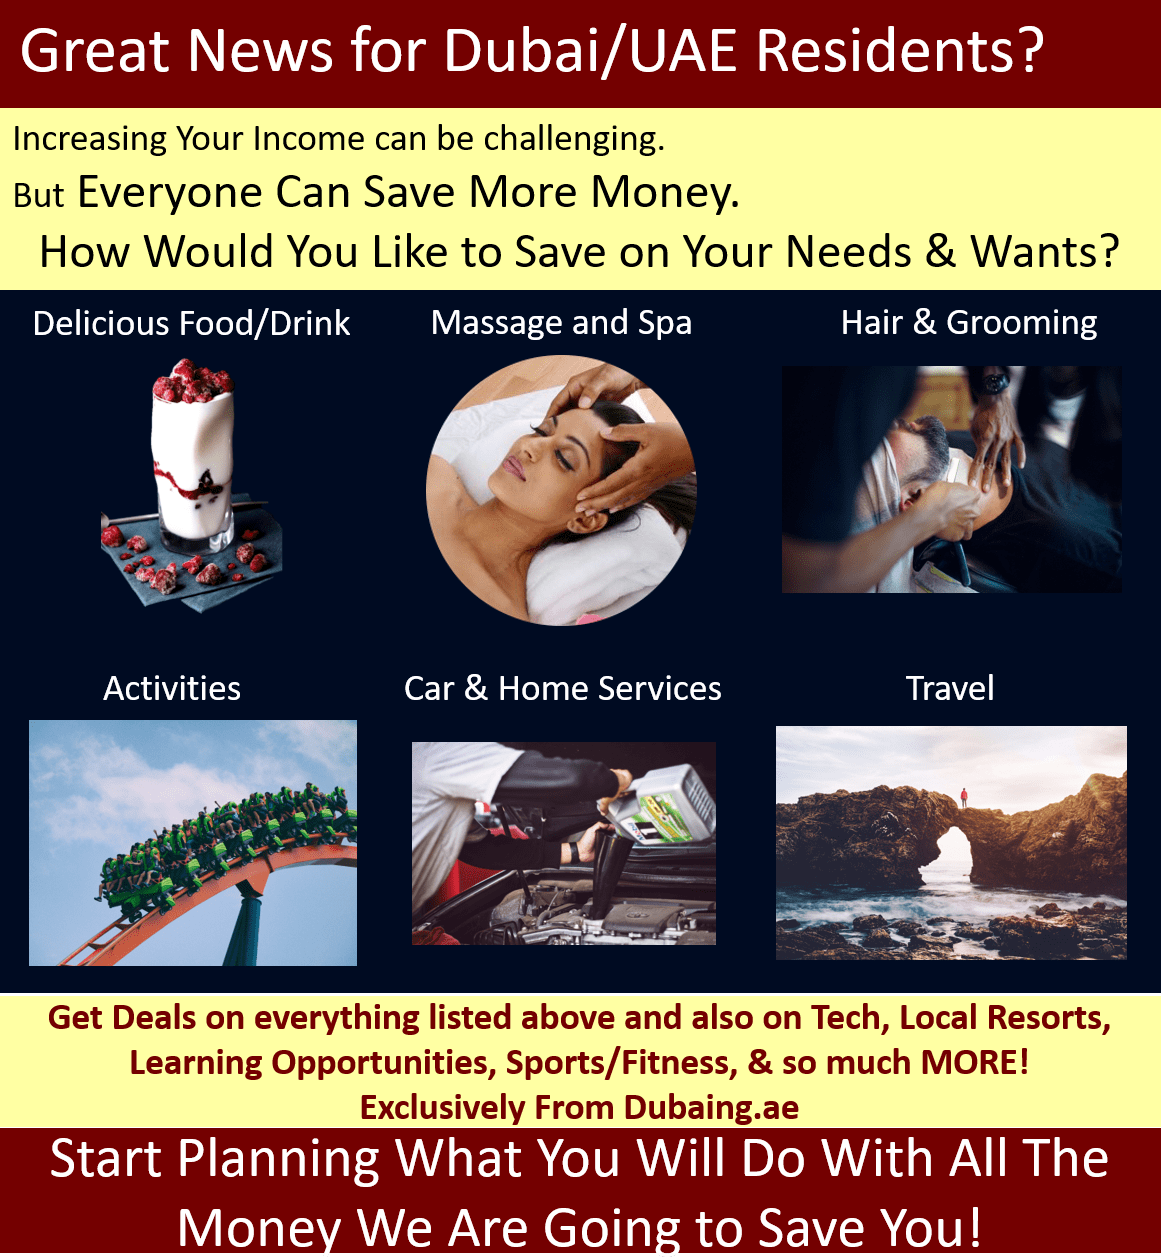 Great News for Dubai/UAE Residents?
Increasing Your Income can be challenging.
But Everyone Can Save More Money.
How Would You Like to Save on Your Needs & Wants?
Delicious Food/Drink
Massage and Spa
Hair & Grooming
Activities
Car & Home Services
Travel
Get Deals on everything listed above and also on Tech, Local Resorts,
Learning Opportunities, Sports/Fitness, & so much MORE!
Exclusively From Dubaing.ae
Start Planning What You Will Do With All The
Money We Are Going to Save You!